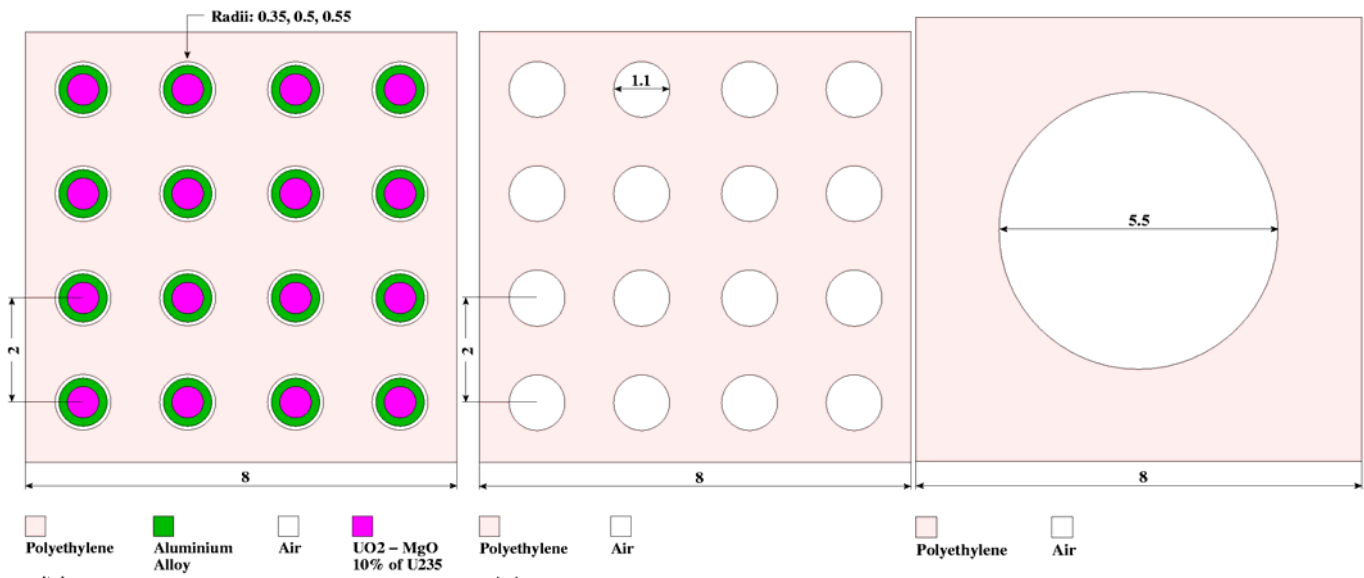 Radii: 0.35, 0.5, 0.55
1.1
5.5
2
2
8
8
8
Polyethylene
Aluminium
Alloy
Air
UO2 – MgO
10% of U235
Polyethylene
Air
Polyethylene
Air